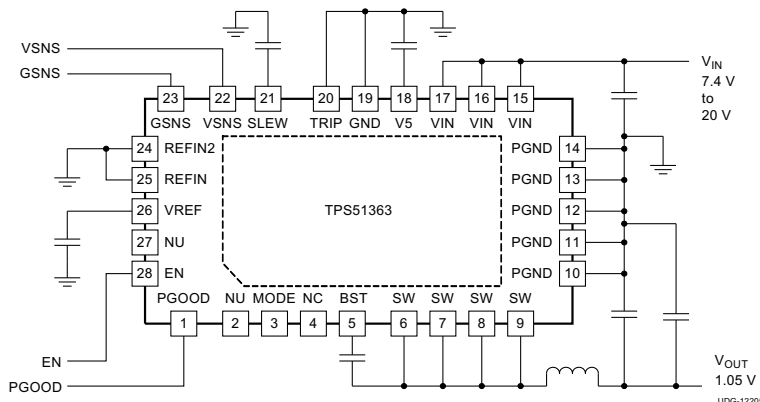 VSNS
GSNS
23 22 21 20 19 18 17 16 15
GSNS VSNS SLEW TRIP GND V5 VIN VIN VIN
VIN
7.4 V
to
20 V
24 REFIN2
25 REFIN
26 VREF
27 NU
28 EN
TPS51363
PGND 14
PGND 13
PGND 12
PGND 11
PGND 10
PGOOD NU MODE NC BST SW SW SW SW
1 2 3 4 5 6 7 8 9
EN
PGOOD
VOUT
1.05 V